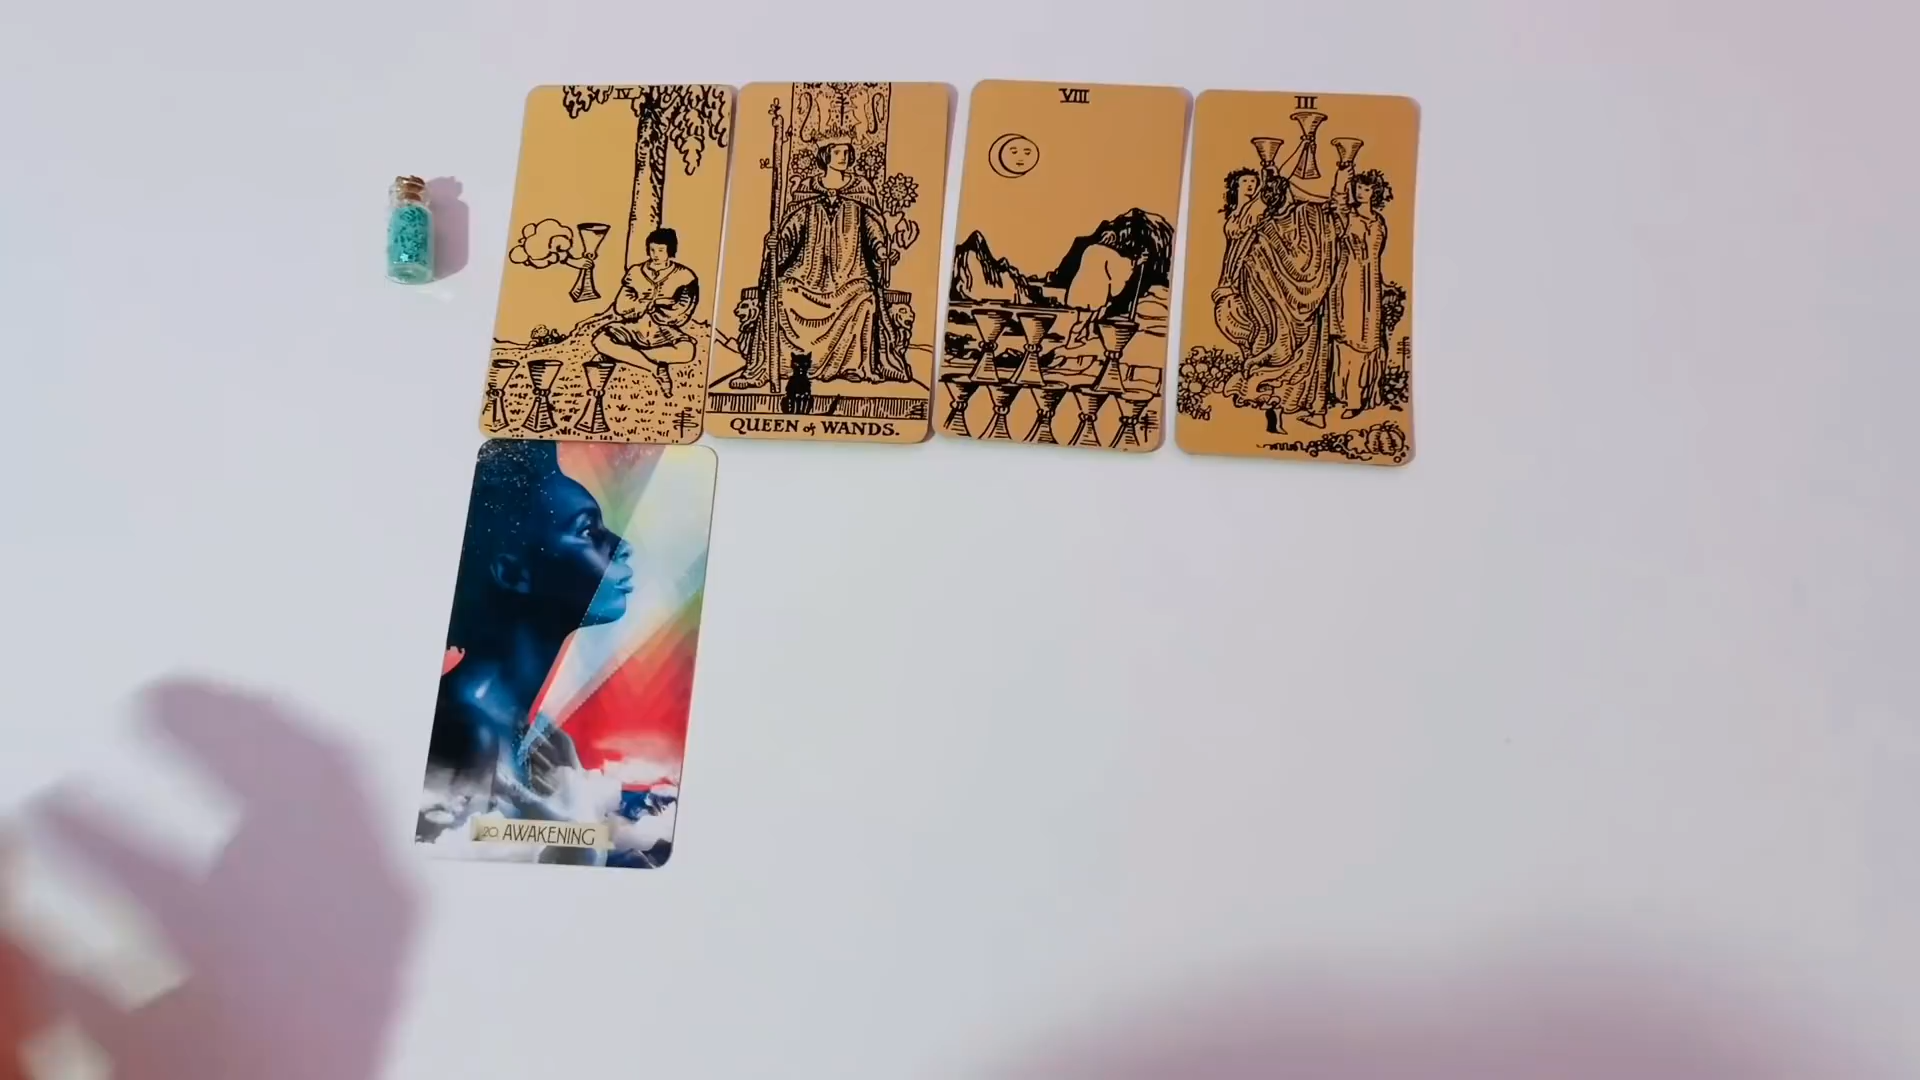 IV
VIII
III
QUEEN of WANDS.
20. AWAKENING